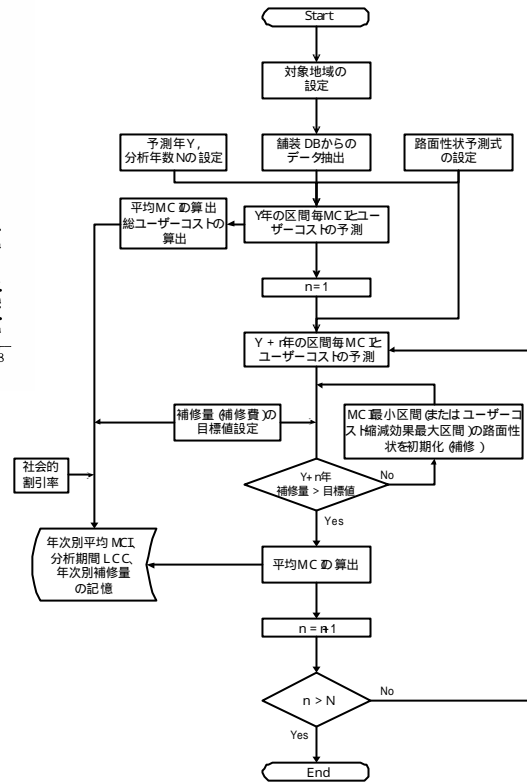 Start
対象地域の
設定
予測年Y,
分析年数Nの設定
舗装DBからの
データ抽出
路面性状予測式
の設定
平均MCIの算出
総ユーザーコストの
算出
Y年の区間毎MCIとユー
ザーコストの予測
n=1
Y+n年の区間毎MCIと
ユーザーコストの予測
補修量(補修費)の
目標値設定
MCI最小区間(またはユーザーコ
スト縮減効果最大区間)の路面性
状を初期化(補修)
社会的
割引率
Y+n年
補修量>目標値
No
Yes
年次別平均MCI、
分析期間LCC、
年次別補修量
の記憶
平均MCIの算出
n=n+1
n>N
No
Yes
End
8